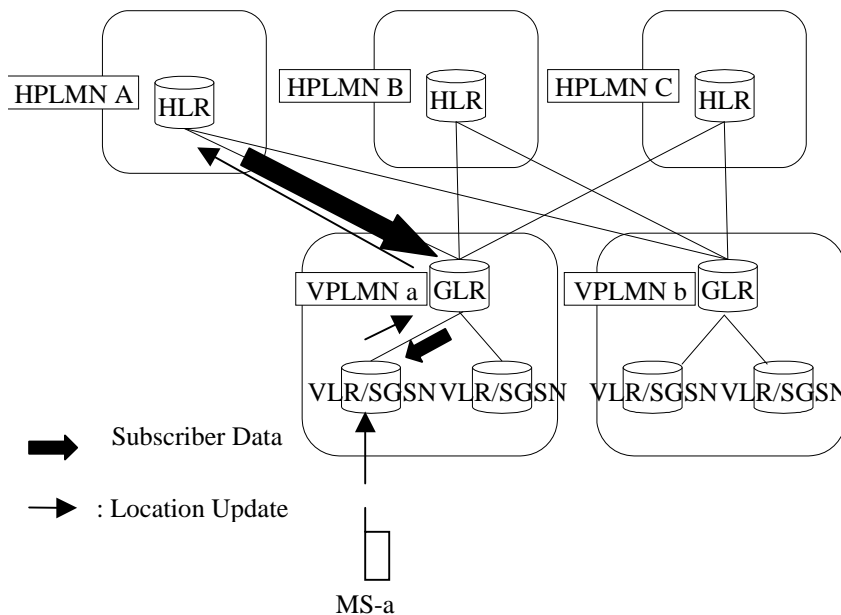 HPLMN A
HLR
HPLMN B
HLR
HPLMN C
HLR
VPLMN a
GLR
VPLMN b
GLR
VLR/SGSN
VLR/SGSN
VLR/SGSN
VLR/SGSN
Subscriber Data
: Location Update
MS-a